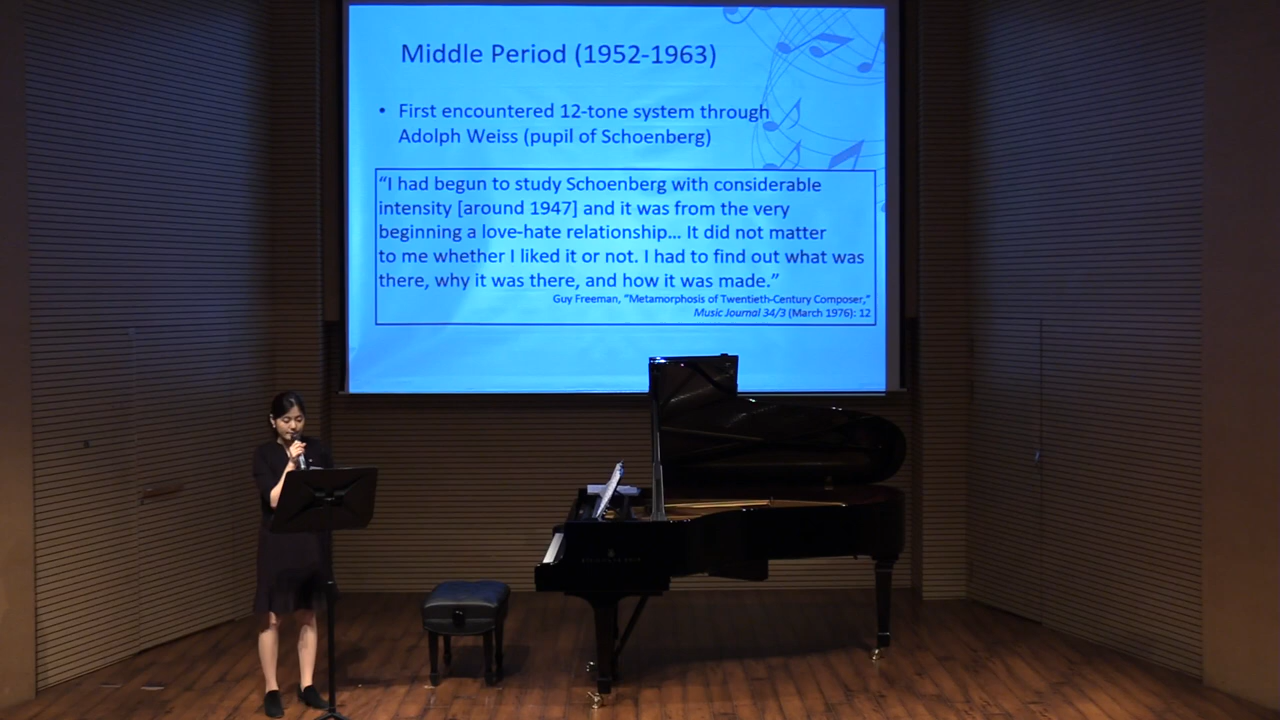 Middle Period (1952-1963)
• First encountered 12-tone system through
Adolph Weiss (pupil of Schoenberg)
“I had begun to study Schoenberg with considerable
intensity [around 1947] and it was from the very
beginning a love-hate relationship... It did not matter
to me whether I liked it or not. I had to find out what was
there, why it was there, and how it was made.”
Guy Freeman, “Metamorphosis of Twentieth-Century Composer,”
Music Journal 34/3 (March 1976): 12